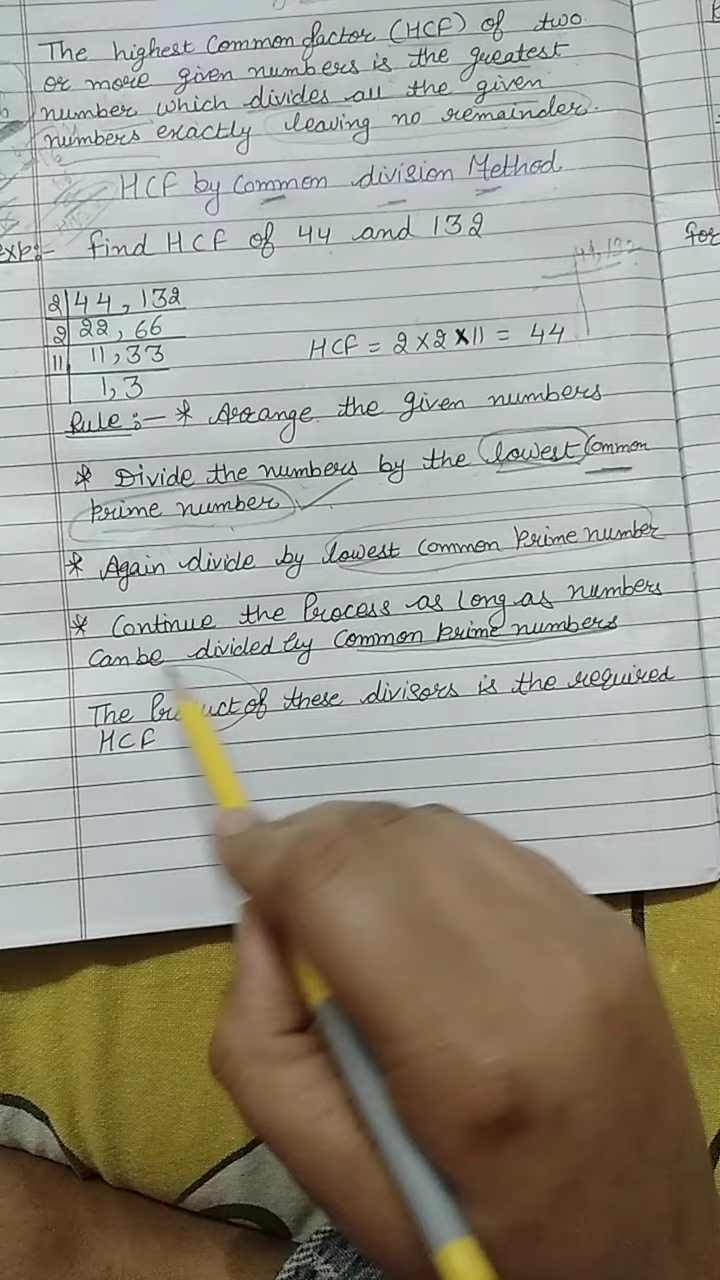 The highest Common factor (HCF) of two
or more given numbers is the greatest
number which divides all the given
numbers exactly leaving no remainder.
HCF by Common division Method
exp:- find HCF of 44 and 132
for
44,132
2|44, 132
2|22, 66
11|11, 33
1, 3
HCF = 2×2×11 = 44
Rule:- * Arrange the given numbers
* Divide the numbers by the lowest Common
Prime number
* Again divide by lowest common Prime number
* Continue the Process as long as numbers
Can be divided by Common Prime numbers
The Product of these divisors is the required
HCF